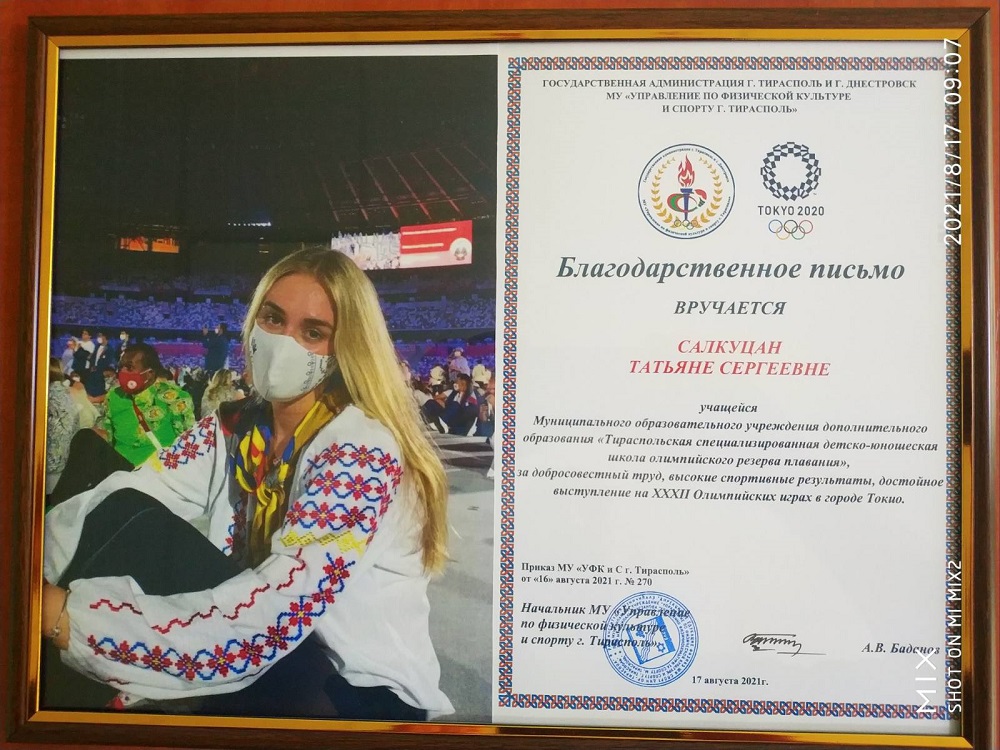 ГОСУДАРСТВЕННАЯ АДМИНИСТРАЦИЯ Г. ТИРАСПОЛЬ И Г. ДНЕСТРОВСК
МУ «УПРАВЛЕНИЕ ПО ФИЗИЧЕСКОЙ КУЛЬТУРЕ
И СПОРТУ Г. ТИРАСПОЛЬ»
TOKYO 2020
Благодарственное письмо
ВРУЧАЕТСЯ
САЛКУЦАН
ТАТЬЯНЕ СЕРГЕЕВНЕ
учащейся
Муниципального образовательного учреждения дополнительного
образования «Тираспольская специализированная детско-юношеская
школа олимпийского резерва плавания»,
за добросовестный труд, высокие спортивные результаты, достойное
выступление на XXXII Олимпийских играх в городе Токио.
Приказ МУ «УФК и С г. Тирасполь»
от «16» августа 2021 г. № 270
Начальник МУ «Управление
по физической культуре
и спорту г. Тирасполь»
А.В. Баденов
17 августа 2021г.
2021/8/17 09:07
MIX
SHOT ON MI MIX2